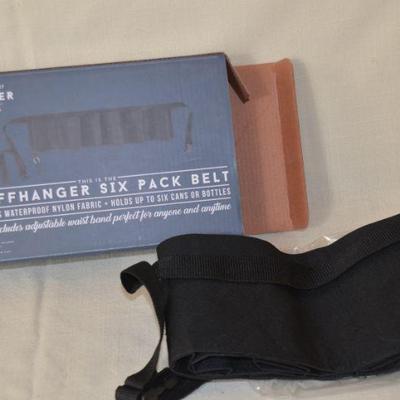 THIS IS THE
FFHANGER SIX PACK BELT
S WATERPROOF NYLON FABRIC • HOLDS UP TO SIX CANS OR BOTTLES
cludes adjustable waist band perfect for anyone and anytime